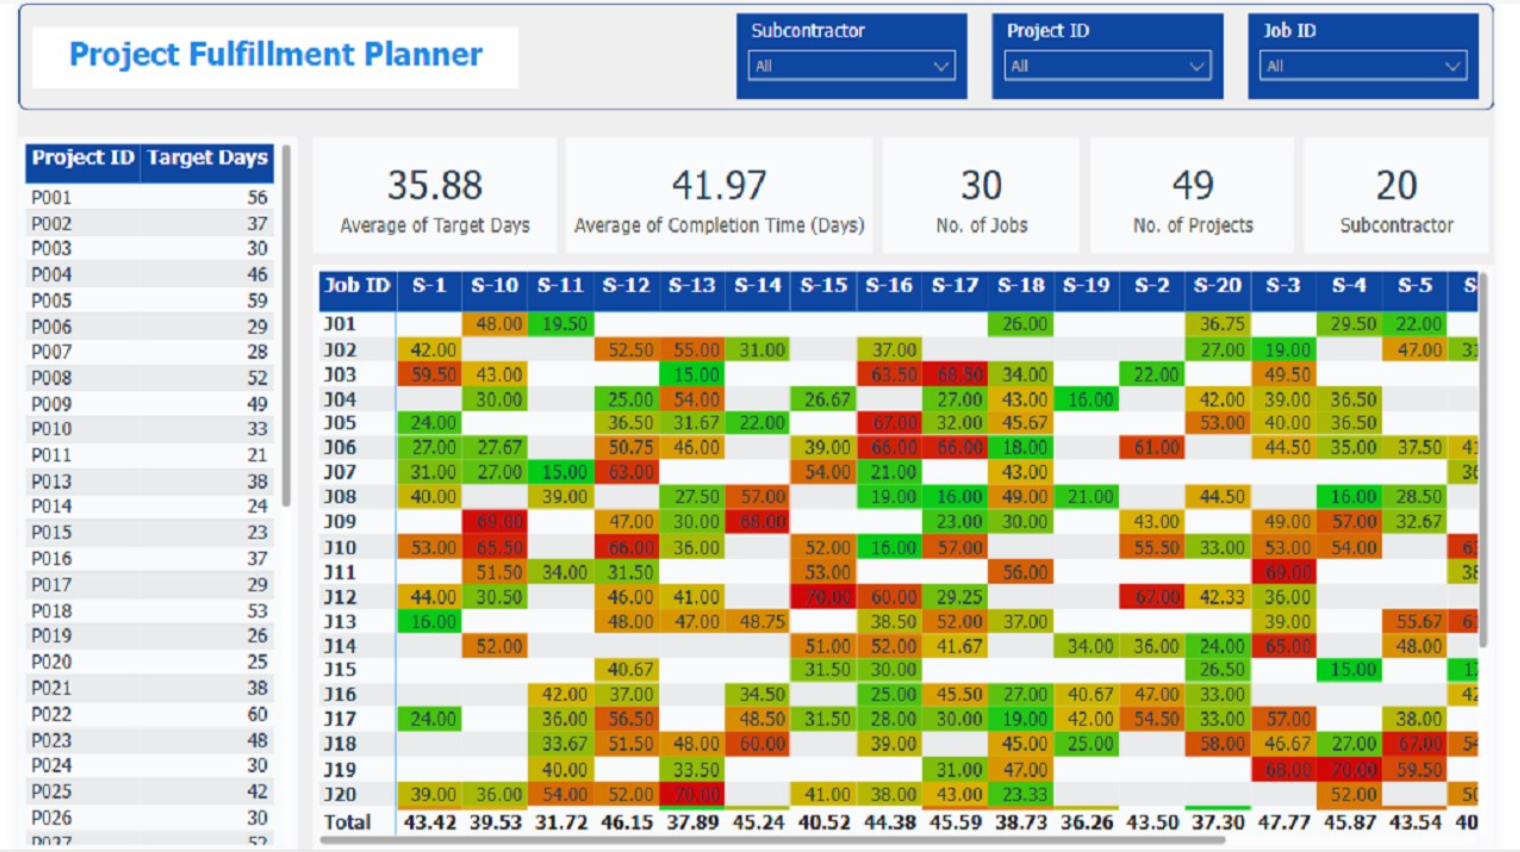 Project Fulfillment Planner
Subcontractor
All
Project ID
All
Job ID
All
Project ID Target Days
P001 56
P002 37
P003 30
P004 46
P005 59
P006 29
P007 28
P008 52
P009 49
P010 33
P011 21
P013 38
P014 24
P015 23
P016 37
P017 29
P018 53
P019 26
P020 25
P021 38
P022 60
P023 48
P024 30
P025 42
P026 30
P027 52
35.88
Average of Target Days
41.97
Average of Completion Time (Days)
30
No. of Jobs
49
No. of Projects
20
Subcontractor
Job ID S-1 S-10 S-11 S-12 S-13 S-14 S-15 S-16 S-17 S-18 S-19 S-2 S-20 S-3 S-4 S-5 S
J01 48.00 19.50 26.00 36.75 29.50 22.00
J02 42.00 52.50 55.00 31.00 37.00 27.00 19.00 47.00
J03 59.50 43.00 15.00 63.50 68.50 34.00 22.00 49.50
J04 30.00 25.00 54.00 26.67 27.00 43.00 16.00 42.00 39.00 36.50
J05 24.00 36.50 31.67 22.00 67.00 32.00 45.67 53.00 40.00 36.50
J06 27.00 27.67 50.75 46.00 39.00 66.00 66.00 18.00 61.00 44.50 35.00 37.50 41
J07 31.00 27.00 15.00 63.00 54.00 21.00 43.00 36
J08 40.00 39.00 27.50 57.00 19.00 16.00 49.00 21.00 44.50 16.00 28.50
J09 69.00 47.00 30.00 68.00 23.00 30.00 43.00 49.00 57.00 32.67
J10 53.00 65.50 66.00 36.00 52.00 16.00 57.00 55.50 33.00 53.00 54.00
J11 51.50 34.00 31.50 53.00 56.00 69.00 38
J12 44.00 30.50 46.00 41.00 70.00 60.00 29.25 67.00 42.33 36.00
J13 16.00 48.00 47.00 48.75 38.50 52.00 37.00 39.00 55.67
J14 52.00 51.00 52.00 41.67 34.00 36.00 24.00 65.00 48.00
J15 40.67 31.50 30.00 26.50 15.00
J16 42.00 37.00 34.50 25.00 45.50 27.00 40.67 47.00 33.00 42
J17 24.00 36.00 56.50 48.50 31.50 28.00 30.00 19.00 42.00 54.50 33.00 57.00 38.00
J18 33.67 51.50 48.00 60.00 39.00 45.00 25.00 58.00 46.67 27.00 67.00 54
J19 40.00 33.50 31.00 47.00 68.00 70.00 59.50
J20 39.00 36.00 54.00 52.00 70.00 41.00 38.00 43.00 23.33 52.00 50
Total 43.42 39.53 31.72 46.15 37.89 45.24 40.52 44.38 45.59 38.73 36.26 43.50 37.30 47.77 45.87 43.54 40